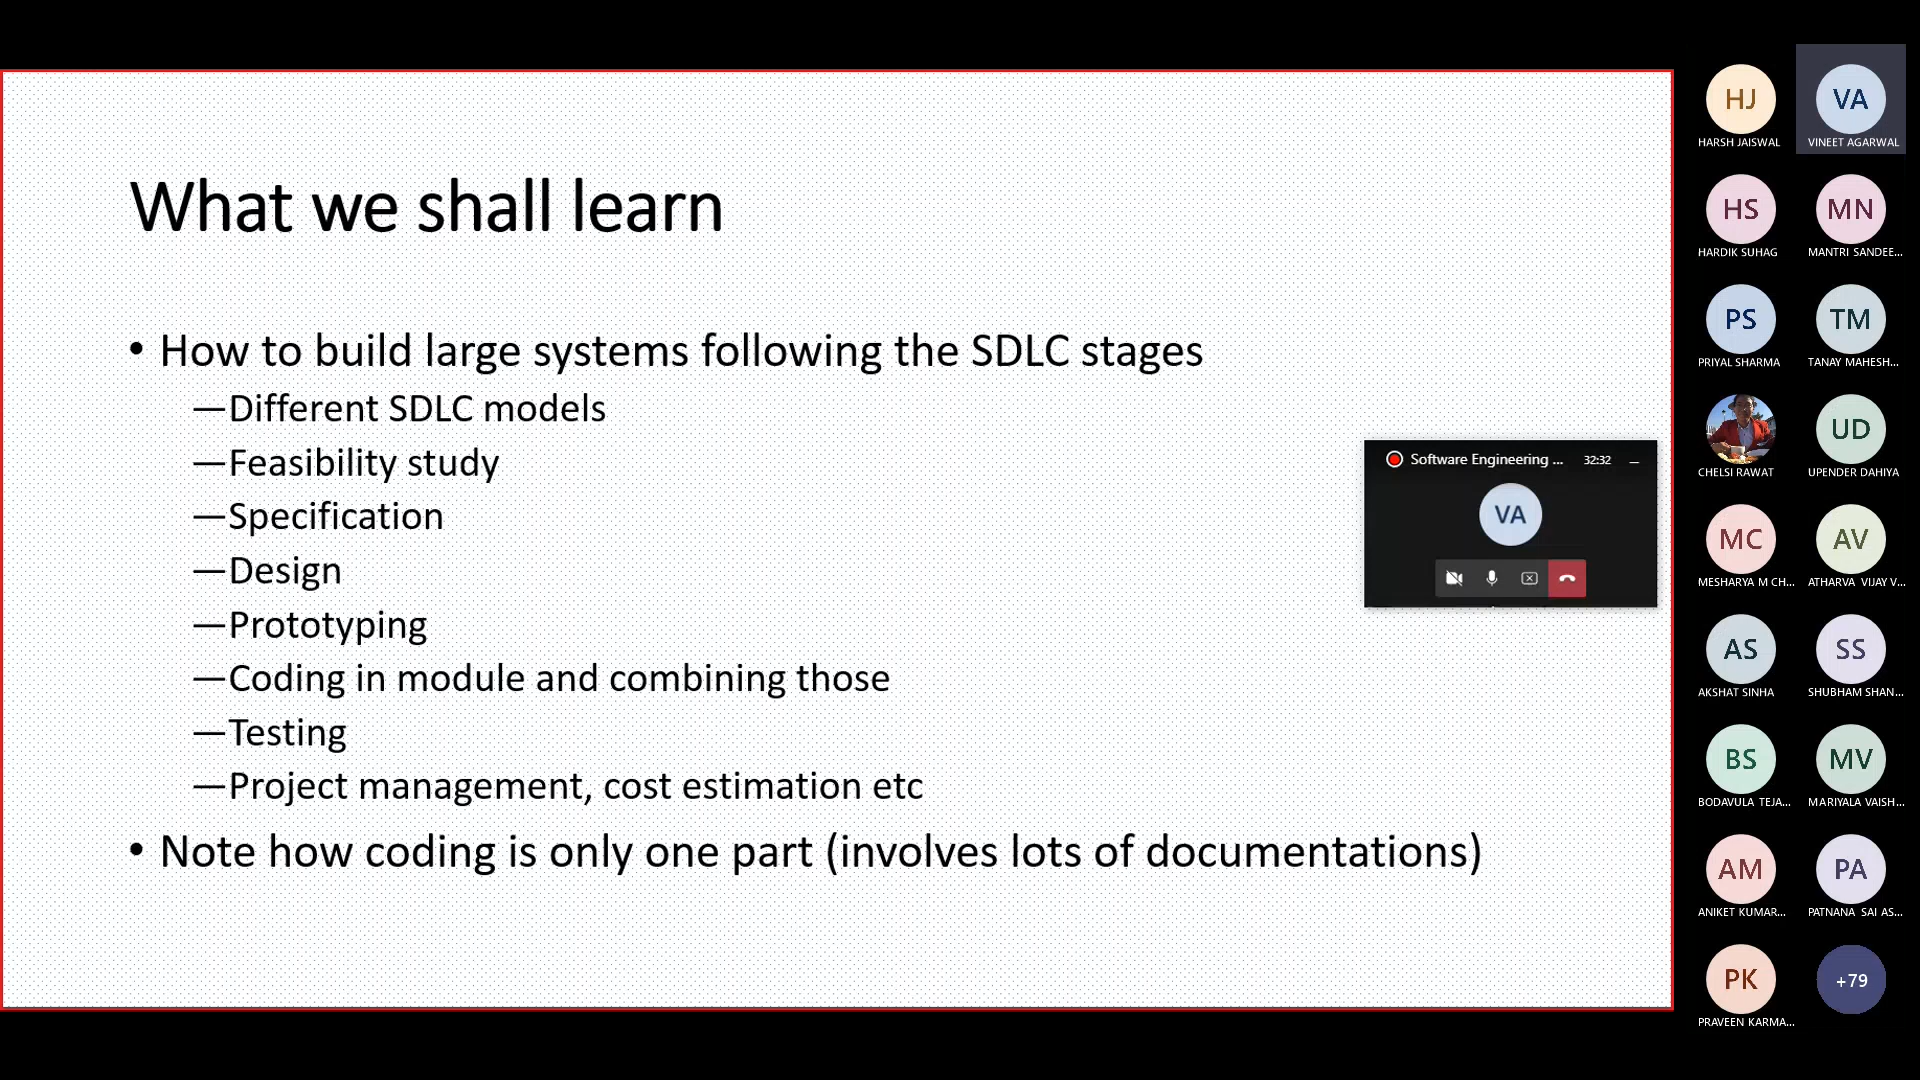 What we shall learn
• How to build large systems following the SDLC stages
—Different SDLC models
—Feasibility study
—Specification
—Design
—Prototyping
—Coding in module and combining those
—Testing
—Project management, cost estimation etc
• Note how coding is only one part (involves lots of documentations)
Software Engineering ... 32:32
VA
HJ VA
HARSH JAISWAL VINEET AGARWAL
HS MN
HARDIK SUHAG MANTRI SANDEE...
PS TM
PRIYAL SHARMA TANAY MAHESH...
UD
CHELSI RAWAT UPENDER DAHIYA
MC AV
MESHARYA M CH... ATHARVA VIJAY V...
AS SS
AKSHAT SINHA SHUBHAM SHAN...
BS MV
BODAVULA TEJA... MARIYALA VAISH...
AM PA
ANIKET KUMAR... PATNANA SAI AS...
PK +79
PRAVEEN KARMA...